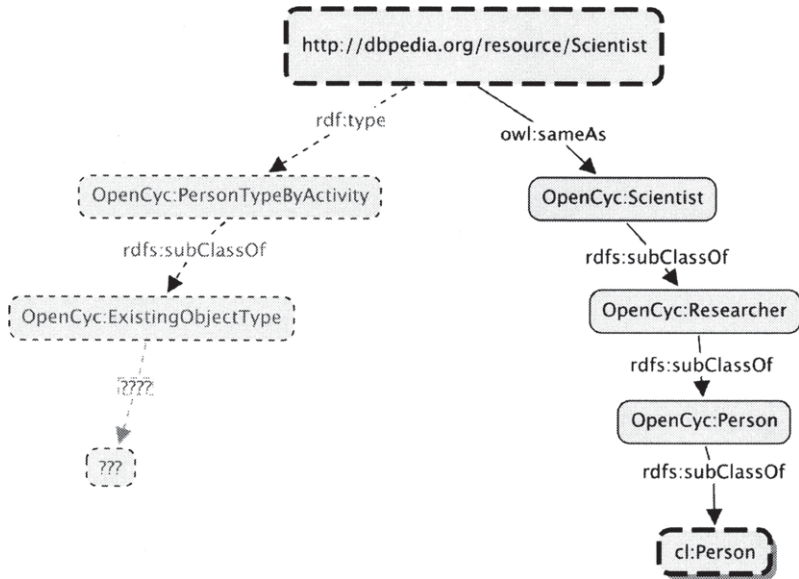 http://dbpedia.org/resource/Scientist
rdf:type
owl:sameAs
OpenCyc:PersonTypeByActivity
OpenCyc:Scientist
rdfs:subClassOf
rdfs:subClassOf
OpenCyc:ExistingObjectType
OpenCyc:Researcher
rdfs:subClassOf
????
OpenCyc:Person
???
rdfs:subClassOf
cl:Person